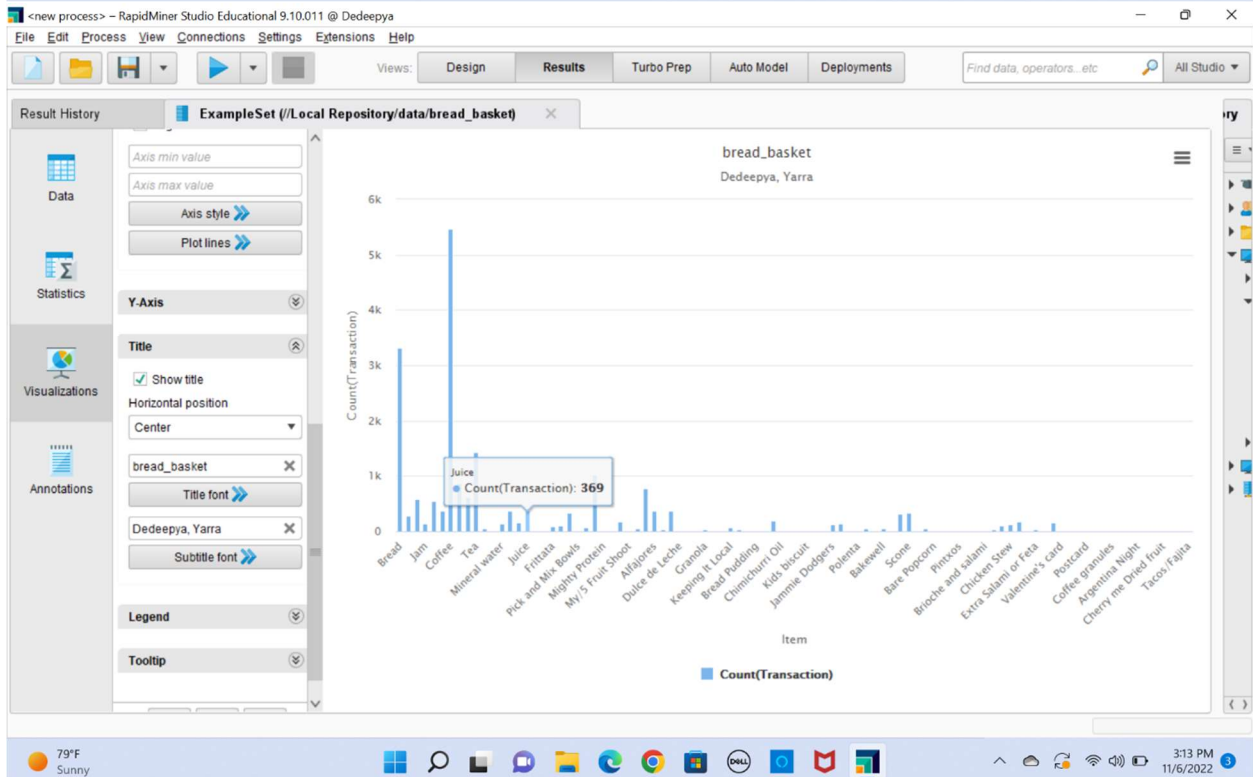 <new process> – RapidMiner Studio Educational 9.10.011 @ Dedeepya
File Edit Process View Connections Settings Extensions Help
Views: Design Results Turbo Prep Auto Model Deployments
Find data, operators...etc
All Studio
Result History
ExampleSet (//Local Repository/data/bread_basket)
ry
Data
Statistics
Visualizations
Annotations
Axis min value
Axis max value
Axis style
Plot lines
Y-Axis
Title
Show title
Horizontal position
Center
bread_basket
Title font
Dedeepya, Yarra
Subtitle font
Legend
Tooltip
bread_basket
Dedeepya, Yarra
Count(Transaction)
6k
5k
4k
3k
2k
1k
0
Juice
Count(Transaction): 369
Bread
Jam
Coffee
Tea
Mineral water
Juice
Frittata
Pick and Mix Bowls
Mighty Protein
My/5 Fruit Shoot
Alfajores
Dulce de Leche
Granola
Keeping It Local
Bread Pudding
Chimichurri Oil
Kids biscuit
Jammie Dodgers
Polenta
Bakewell
Scone
Bare Popcorn
Pintxos
Brioche and salami
Chicken Stew
Extra Salami or Feta
Valentine's card
Postcard
Coffee granules
Argentina Night
Cherry me Dried fruit
Tacos/Fajita
Item
Count(Transaction)
79°F
Sunny
DELL
3:13 PM
11/6/2022
3